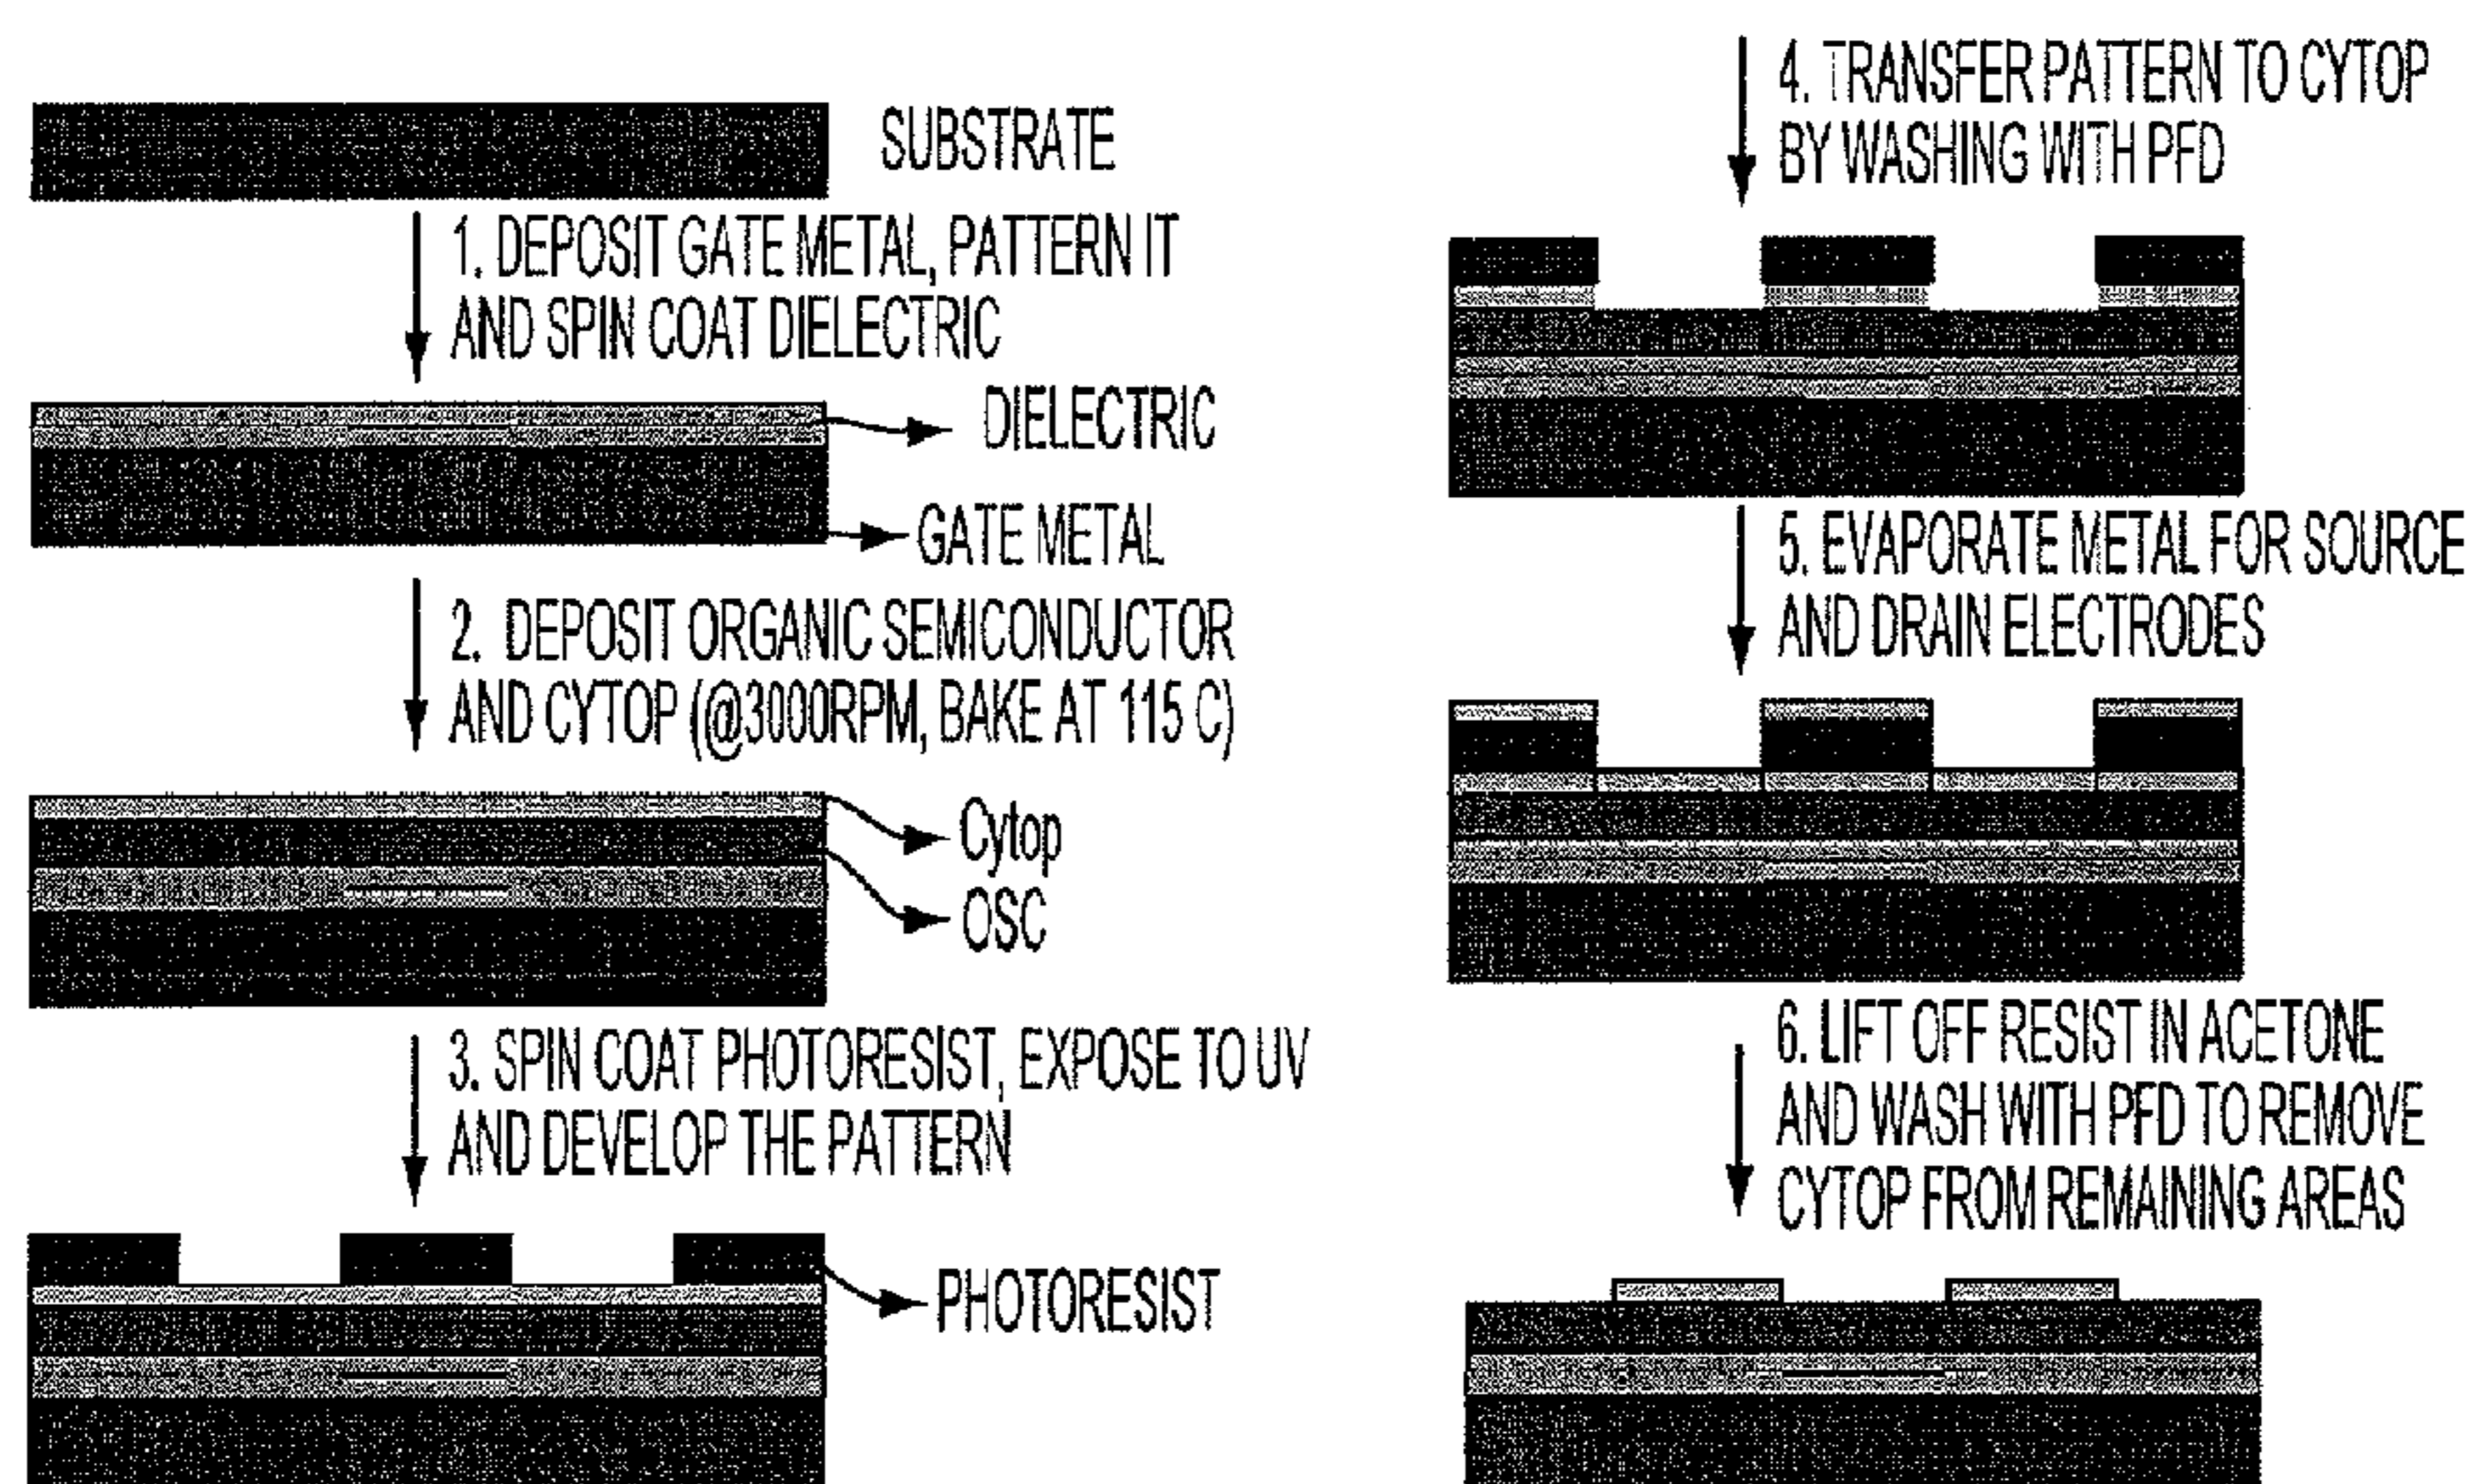 SUBSTRATE
1. DEPOSIT GATE METAL, PATTERN IT
AND SPIN COAT DIELECTRIC
DIELECTRIC
GATE METAL
2. DEPOSIT ORGANIC SEMICONDUCTOR
AND CYTOP (@3000RPM, BAKE AT 115 C)
Cytop
OSC
3. SPIN COAT PHOTORESIST, EXPOSE TO UV
AND DEVELOP THE PATTERN
PHOTORESIST
4. TRANSFER PATTERN TO CYTOP
BY WASHING WITH PFD
5. EVAPORATE METAL FOR SOURCE
AND DRAIN ELECTRODES
6. LIFT OFF RESIST IN ACETONE
AND WASH WITH PFD TO REMOVE
CYTOP FROM REMAINING AREAS